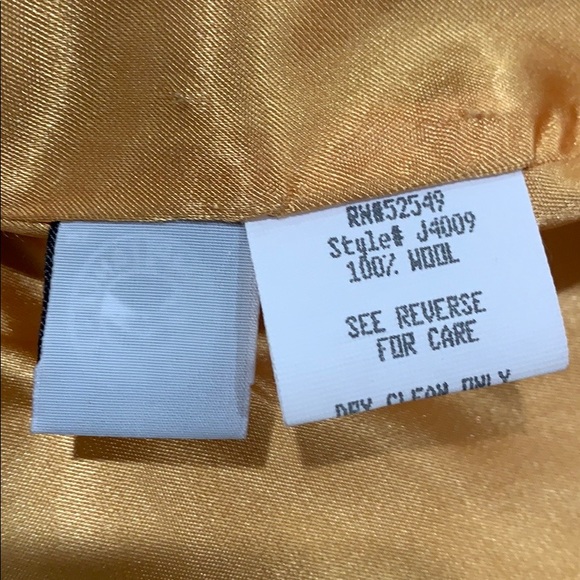 RN#52549
Style# J4009
100% WOOL
SEE REVERSE
FOR CARE
DRY CLEAN ONLY